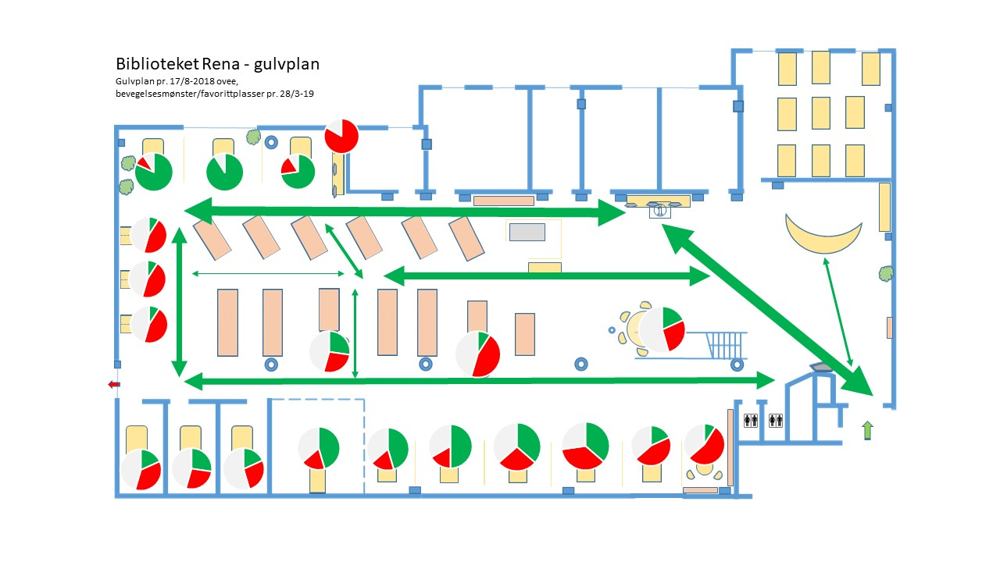 Biblioteket Rena - gulvplan
Gulvplan pr. 17/8-2018 ovee,
bevegelsesmønster/favorittplasser pr. 28/3-19